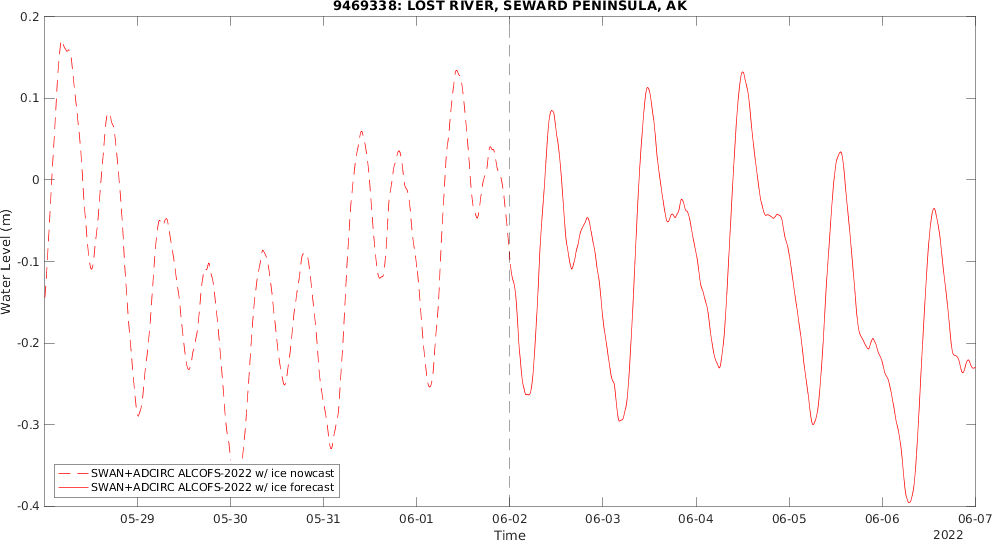 9469338: LOST RIVER, SEWARD PENINSULA, AK
0.2
0.1
0
-0.1
-0.2
-0.3
-0.4
Water Level (m)
SWAN+ADCIRC ALCOFS-2022 w/ ice nowcast
SWAN+ADCIRC ALCOFS-2022 w/ ice forecast
05-29 05-30 05-31 06-01 06-02 06-03 06-04 06-05 06-06 06-07
Time
2022